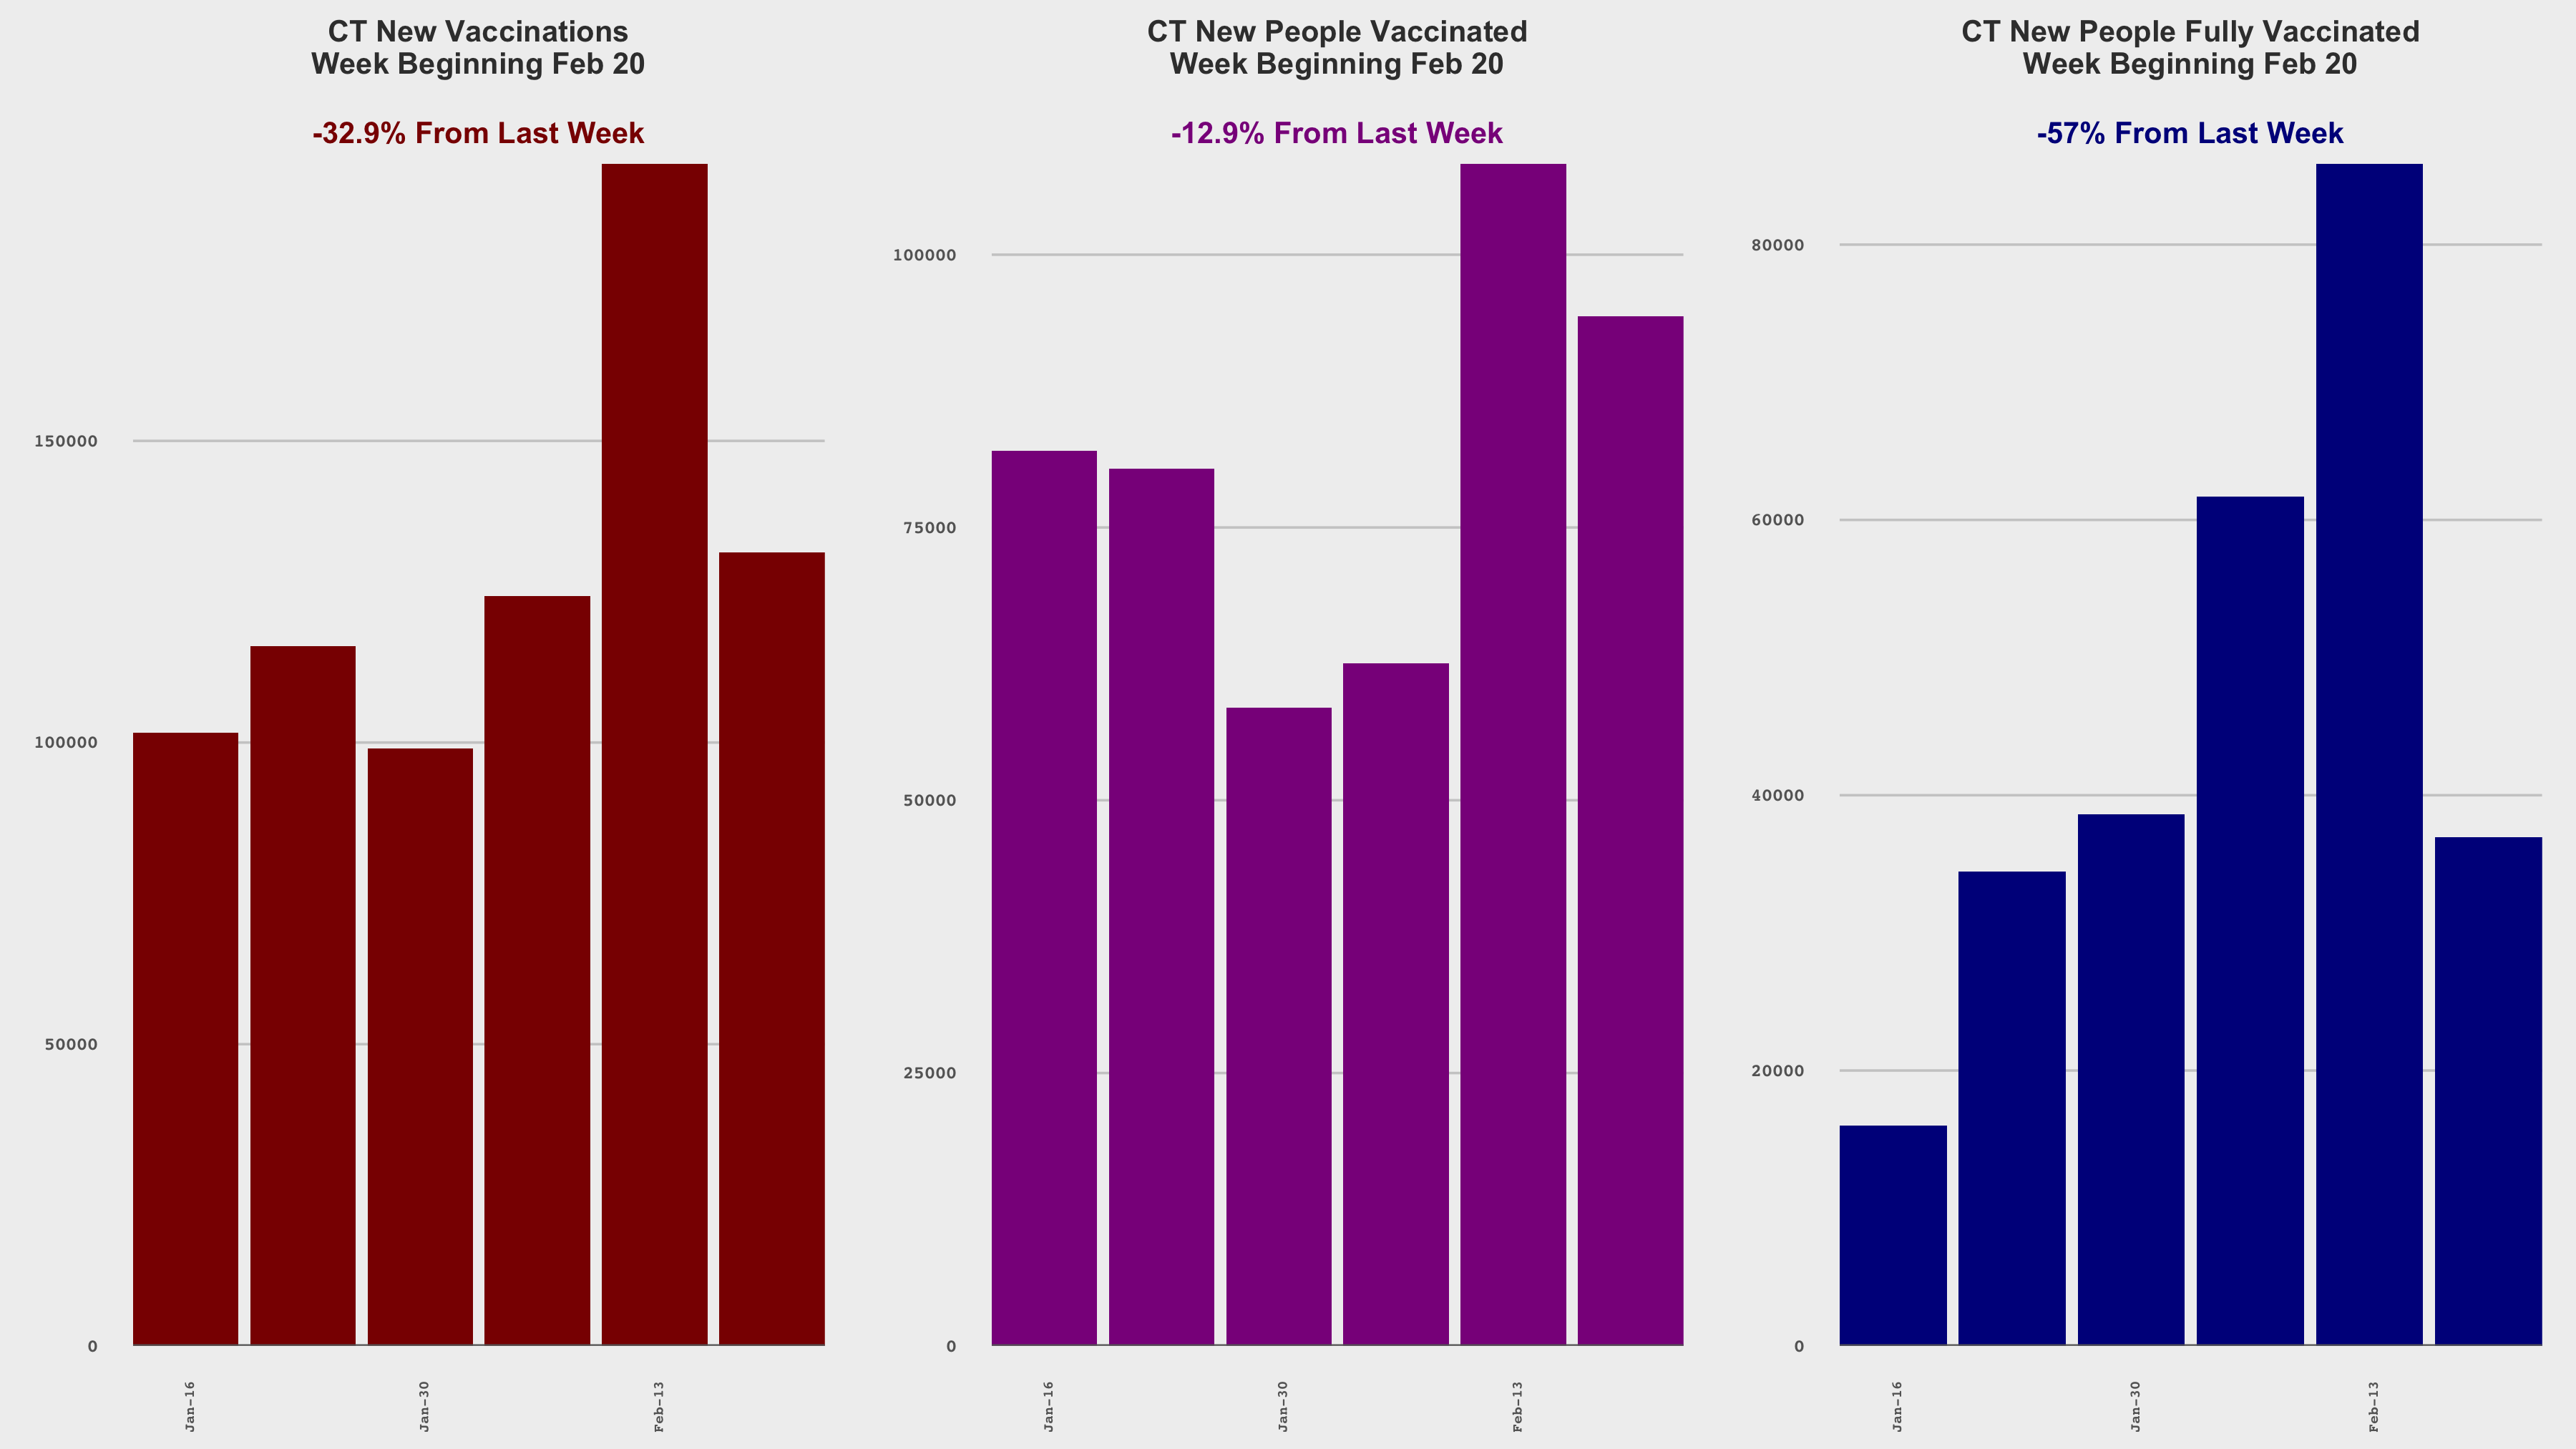 CT New Vaccinations
Week Beginning Feb 20
-32.9% From Last Week
150000
100000
50000
0
Jan-16
Jan-30
Feb-13
CT New People Vaccinated
Week Beginning Feb 20
-12.9% From Last Week
100000
75000
50000
25000
0
Jan-16
Jan-30
Feb-13
CT New People Fully Vaccinated
Week Beginning Feb 20
-57% From Last Week
80000
60000
40000
20000
0
Jan-16
Jan-30
Feb-13